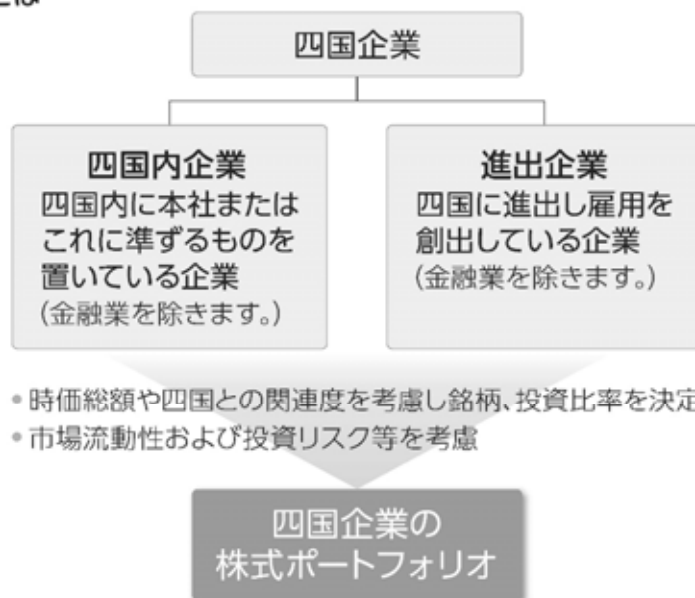 は
四国企業
四国内企業
四国内に本社または
これに準ずるものを
置いている企業
(金融業を除きます。)
進出企業
四国に進出し雇用を
創出している企業
(金融業を除きます。)
• 時価総額や四国との関連度を考慮し銘柄、投資比率を決定
• 市場流動性および投資リスク等を考慮
四国企業の
株式ポートフォリオ